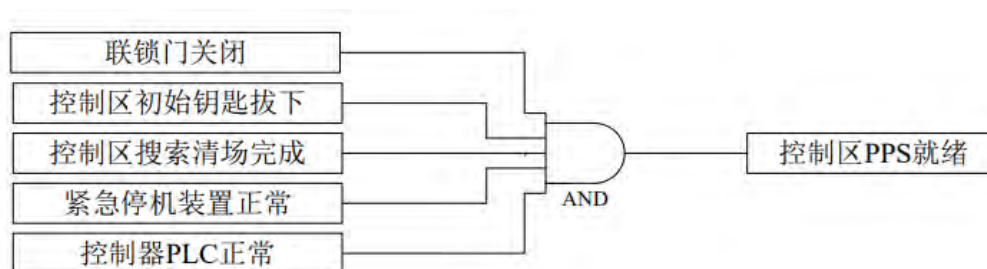 联锁门关闭
控制区初始钥匙拔下
控制区搜索清场完成
紧急停机装置正常
控制器PLC正常
AND
控制区PPS就绪